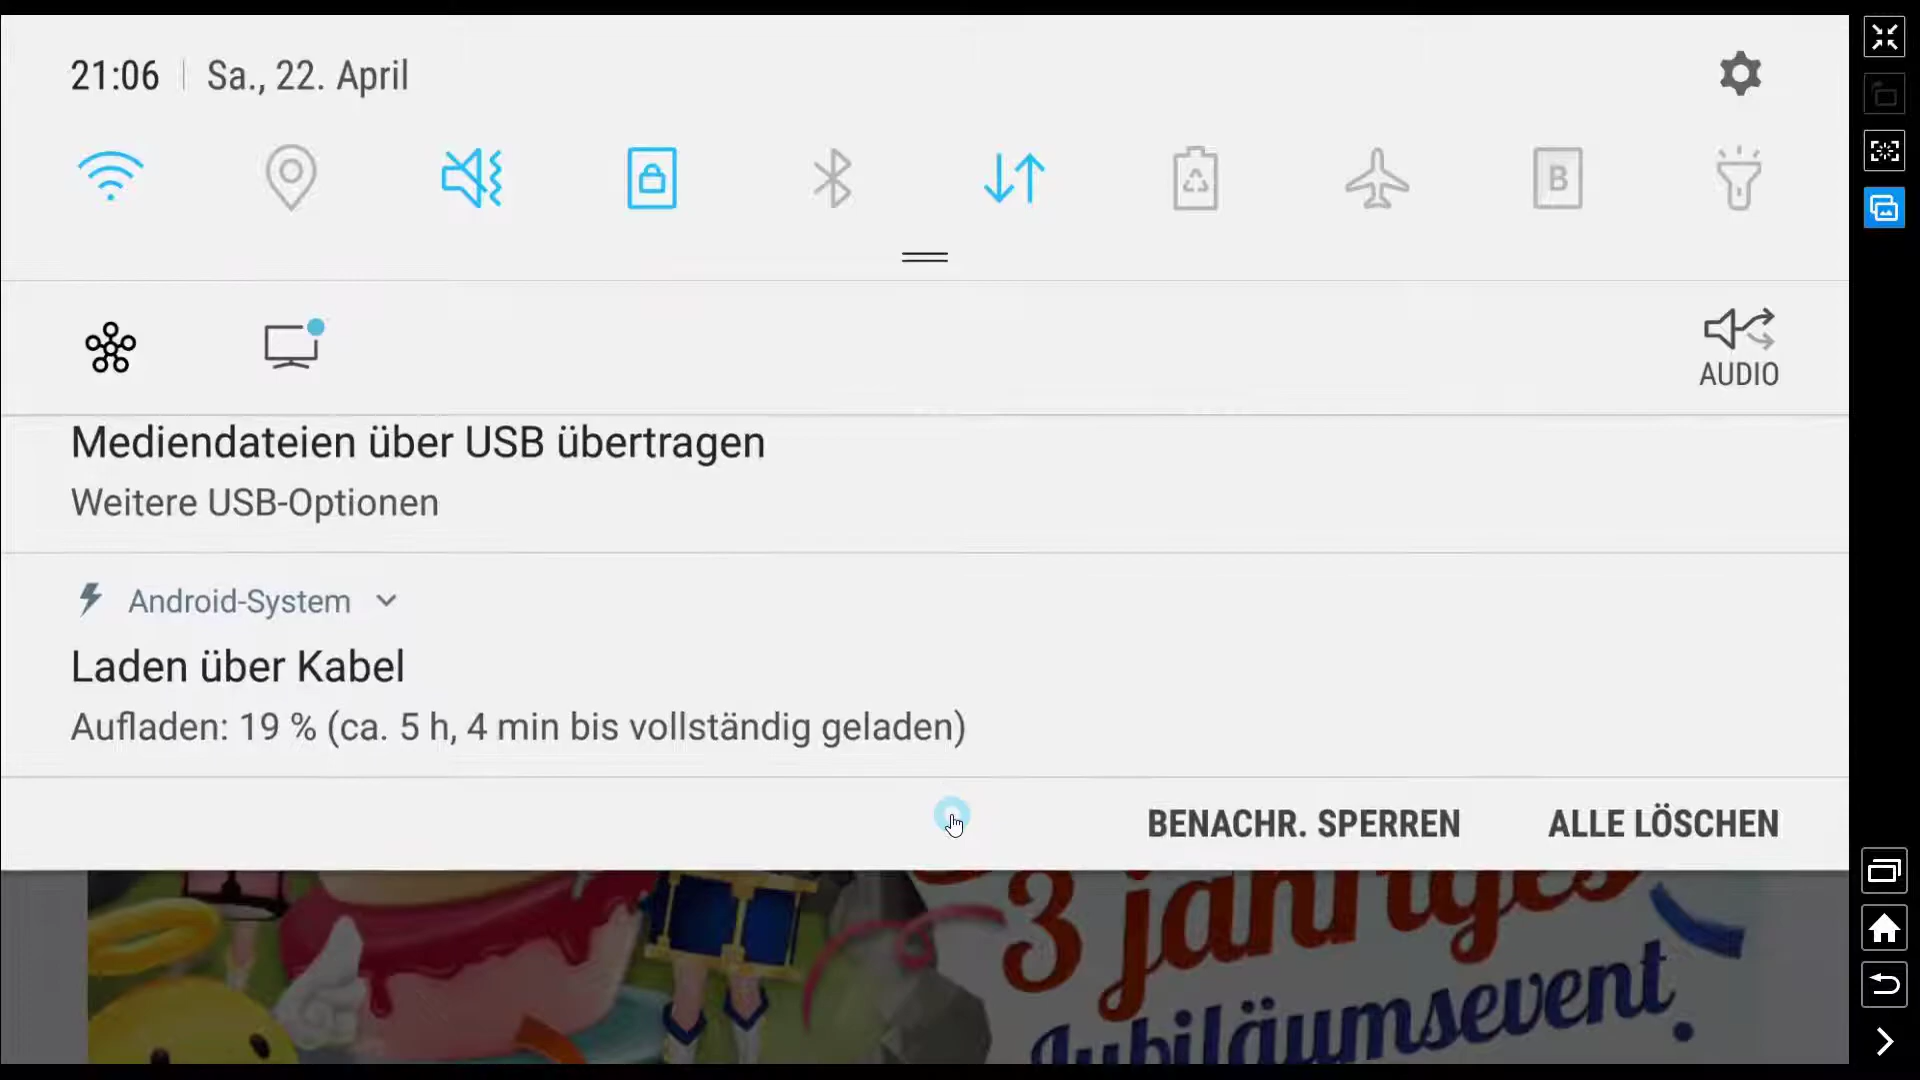 21:06 | Sa., 22. April
B
AUDIO
Mediendateien über USB übertragen
Weitere USB-Optionen
Android-System
Laden über Kabel
Aufladen: 19 % (ca. 5 h, 4 min bis vollständig geladen)
BENACHR. SPERREN ALLE LÖSCHEN
3 jähriges
Jubiläumsevent